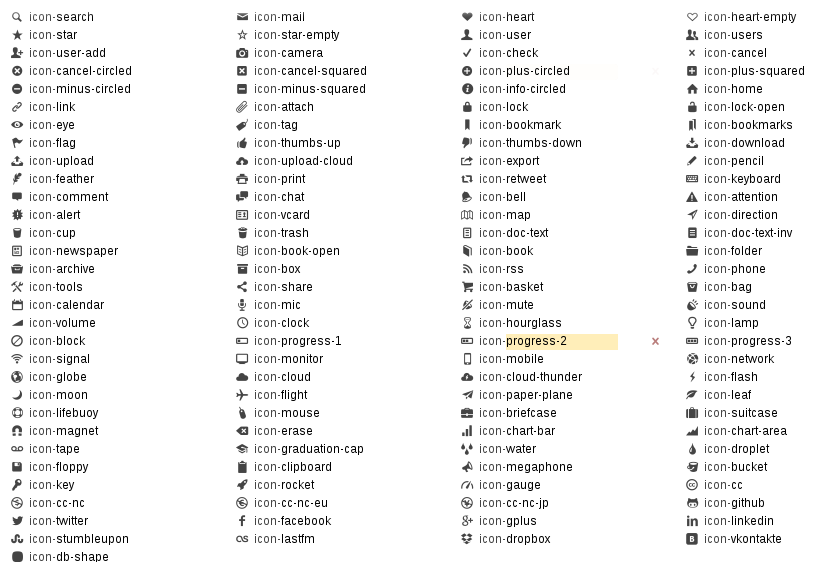 icon-search icon-mail icon-heart icon-heart-empty
icon-star icon-star-empty icon-user icon-users
icon-user-add icon-camera icon-check icon-cancel
icon-cancel-circled icon-cancel-squared icon-plus-circled icon-plus-squared
icon-minus-circled icon-minus-squared icon-info-circled icon-home
icon-link icon-attach icon-lock icon-lock-open
icon-eye icon-tag icon-bookmark icon-bookmarks
icon-flag icon-thumbs-up icon-thumbs-down icon-download
icon-upload icon-upload-cloud icon-export icon-pencil
icon-feather icon-print icon-retweet icon-keyboard
icon-comment icon-chat icon-bell icon-attention
icon-alert icon-vcard icon-map icon-direction
icon-cup icon-trash icon-doc-text icon-doc-text-inv
icon-newspaper icon-book-open icon-book icon-folder
icon-archive icon-box icon-rss icon-phone
icon-tools icon-share icon-basket icon-bag
icon-calendar icon-mic icon-mute icon-sound
icon-volume icon-clock icon-hourglass icon-lamp
icon-block icon-progress-1 icon-progress-2 icon-progress-3
icon-signal icon-monitor icon-mobile icon-network
icon-globe icon-cloud icon-cloud-thunder icon-flash
icon-moon icon-flight icon-paper-plane icon-leaf
icon-lifebuoy icon-mouse icon-briefcase icon-suitcase
icon-magnet icon-erase icon-chart-bar icon-chart-area
icon-tape icon-graduation-cap icon-water icon-droplet
icon-floppy icon-clipboard icon-megaphone icon-bucket
icon-key icon-rocket icon-gauge icon-cc
icon-cc-nc icon-cc-nc-eu icon-cc-nc-jp icon-github
icon-twitter icon-facebook icon-gplus icon-linkedin
icon-stumbleupon icon-lastfm icon-dropbox icon-vkontakte
icon-db-shape